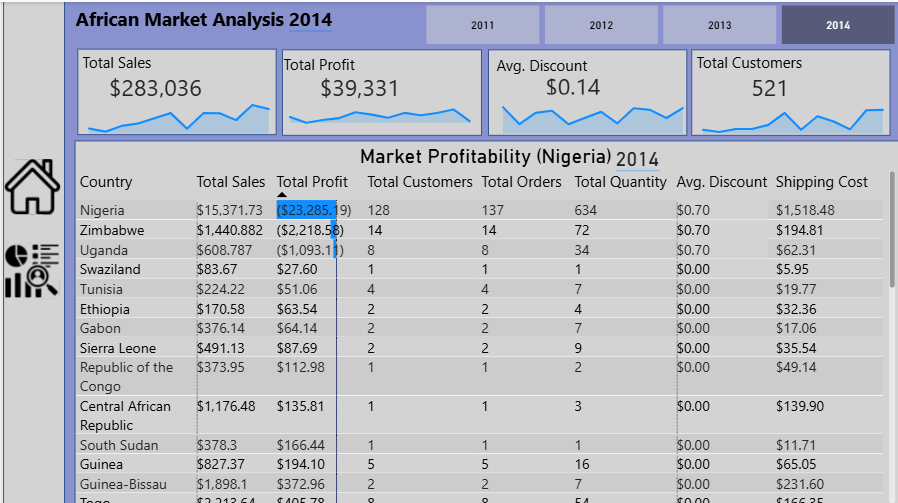 African Market Analysis 2014
2011 2012 2013 2014
Total Sales Total Profit Avg. Discount Total Customers
$283,036 $39,331 $0.14 521
Market Profitability (Nigeria) 2014
Country Total Sales Total Profit Total Customers Total Orders Total Quantity Avg. Discount Shipping Cost
Nigeria $15,371.73 ($23,285.19) 128 137 634 $0.70 $1,518.48
Zimbabwe $1,440.882 ($2,218.58) 14 14 72 $0.70 $194.81
Uganda $608.787 ($1,093.11) 8 8 34 $0.70 $62.31
Swaziland $83.67 $27.60 1 1 1 $0.00 $5.95
Tunisia $224.22 $51.06 4 4 7 $0.00 $19.77
Ethiopia $170.58 $63.54 2 2 4 $0.00 $32.36
Gabon $376.14 $64.14 2 2 7 $0.00 $17.06
Sierra Leone $491.13 $87.69 2 2 9 $0.00 $35.54
Republic of the $373.95 $112.98 1 1 2 $0.00 $49.14
Congo
Central African $1,176.48 $135.81 1 1 3 $0.00 $139.90
Republic
South Sudan $378.3 $166.44 1 1 1 $0.00 $11.71
Guinea $827.37 $194.10 5 5 16 $0.00 $65.05
Guinea-Bissau $1,898.1 $372.96 2 2 7 $0.00 $231.60
Togo $2,213.64 $405.78 8 8 54 $0.00 $166.35